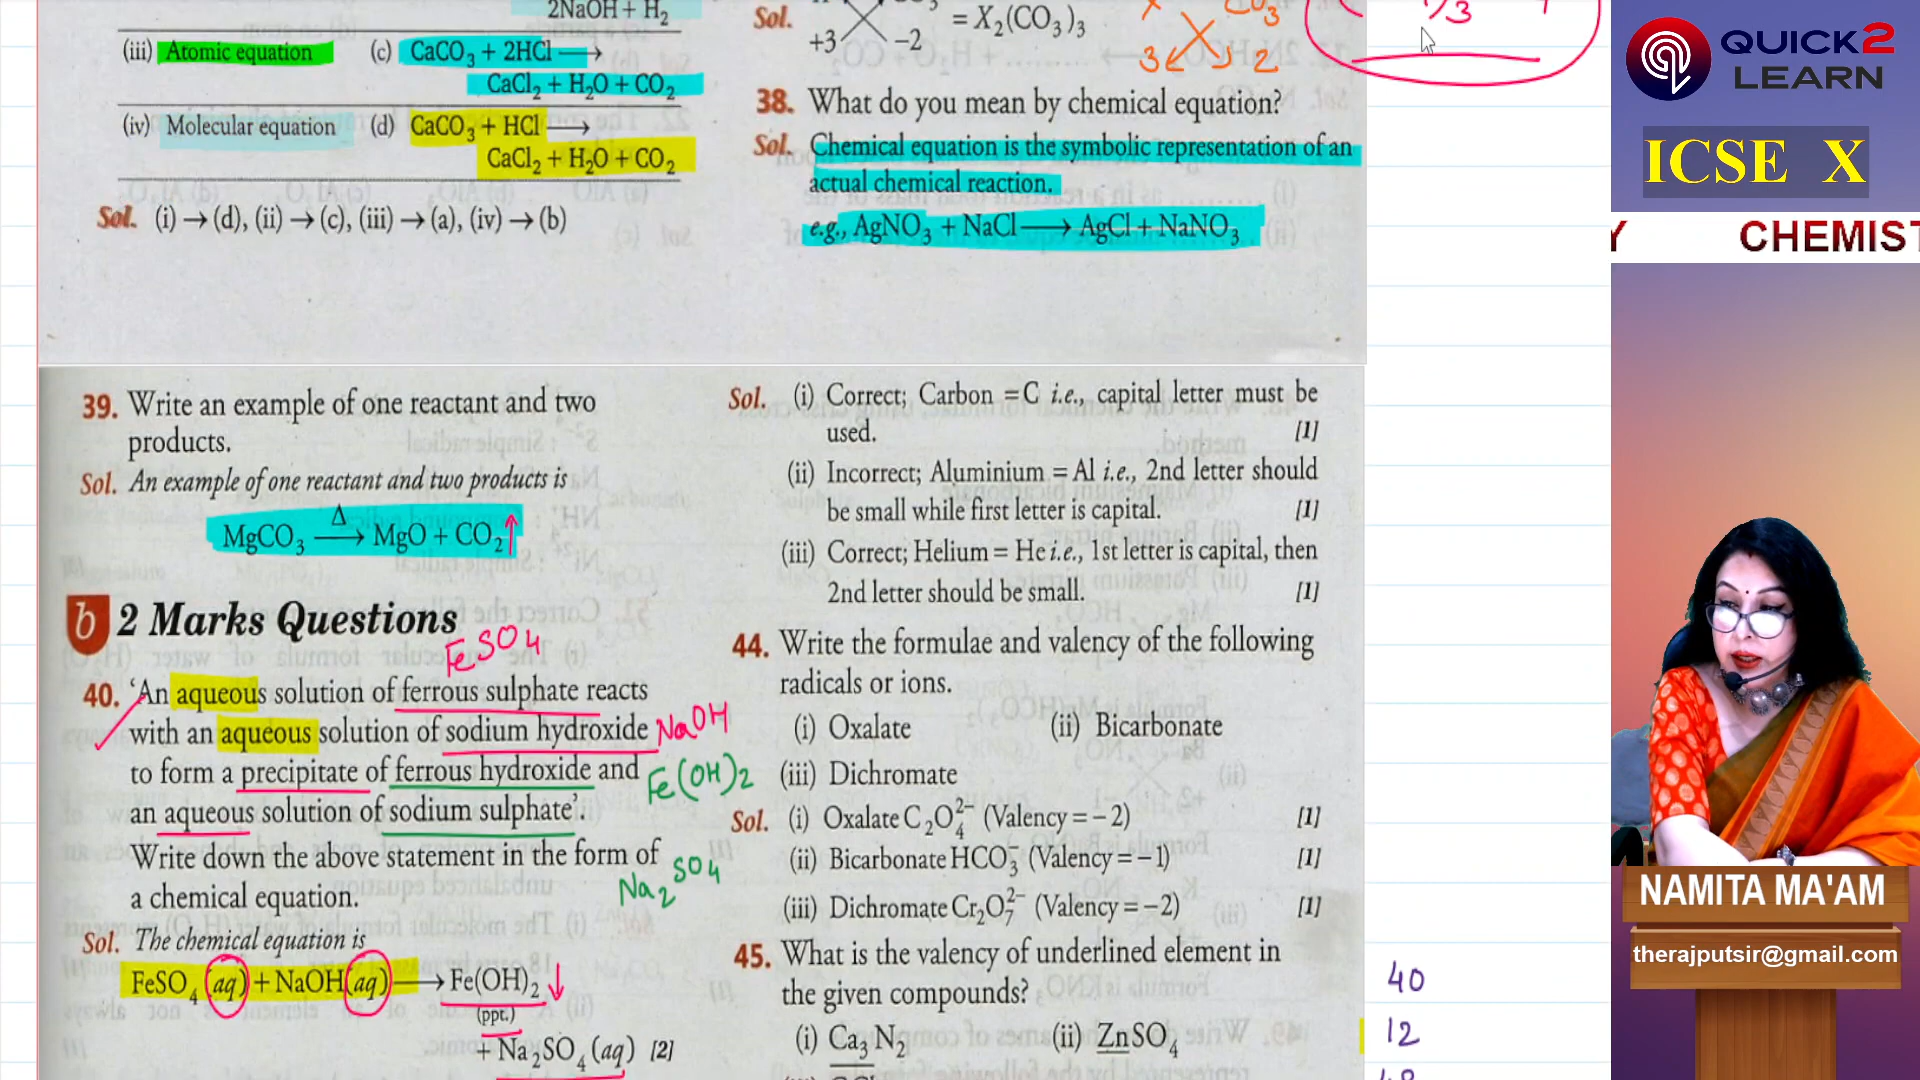 2NaOH + H₂
(iii) Atomic equation (c) CaCO₃ + 2HCl ⟶
CaCl₂ + H₂O + CO₂
(iv) Molecular equation (d) CaCO₃ + HCl ⟶
CaCl₂ + H₂O + CO₂
Sol. (i) → (d), (ii) → (c), (iii) → (a), (iv) → (b)
39. Write an example of one reactant and two
products.
Sol. An example of one reactant and two products is
MgCO₃ —Δ→ MgO + CO₂↑
b 2 Marks Questions
FeSO4
40. ‘An aqueous solution of ferrous sulphate reacts
with an aqueous solution of sodium hydroxide NaOH
to form a precipitate of ferrous hydroxide and Fe(OH)2
an aqueous solution of sodium sulphate’.
Write down the above statement in the form of
Na2SO4
a chemical equation.
Sol. The chemical equation is
FeSO₄ (aq) + NaOH (aq) ⟶ Fe(OH)₂ ↓
(ppt.)
+ Na₂SO₄ (aq) [2]
Sol.
+3 −2
= X₂(CO₃)₃
CO3
3 2
38. What do you mean by chemical equation?
Sol. Chemical equation is the symbolic representation of an
actual chemical reaction.
e.g., AgNO₃ + NaCl ⟶ AgCl + NaNO₃
Sol. (i) Correct; Carbon = C i.e., capital letter must be
used. [1]
(ii) Incorrect; Aluminium = Al i.e., 2nd letter should
be small while first letter is capital. [1]
(iii) Correct; Helium = He i.e., 1st letter is capital, then
2nd letter should be small. [1]
44. Write the formulae and valency of the following
radicals or ions.
(i) Oxalate (ii) Bicarbonate
(iii) Dichromate
Sol. (i) Oxalate C₂O₄²⁻ (Valency = −2) [1]
(ii) Bicarbonate HCO₃⁻ (Valency = −1) [1]
(iii) Dichromate Cr₂O₇²⁻ (Valency = −2) [1]
45. What is the valency of underlined element in
the given compounds?
(i) Ca₃N₂ (ii) ZnSO₄
40
12
48
QUICK2
LEARN
ICSE X
Y CHEMIST
NAMITA MA'AM
therajputsir@gmail.com